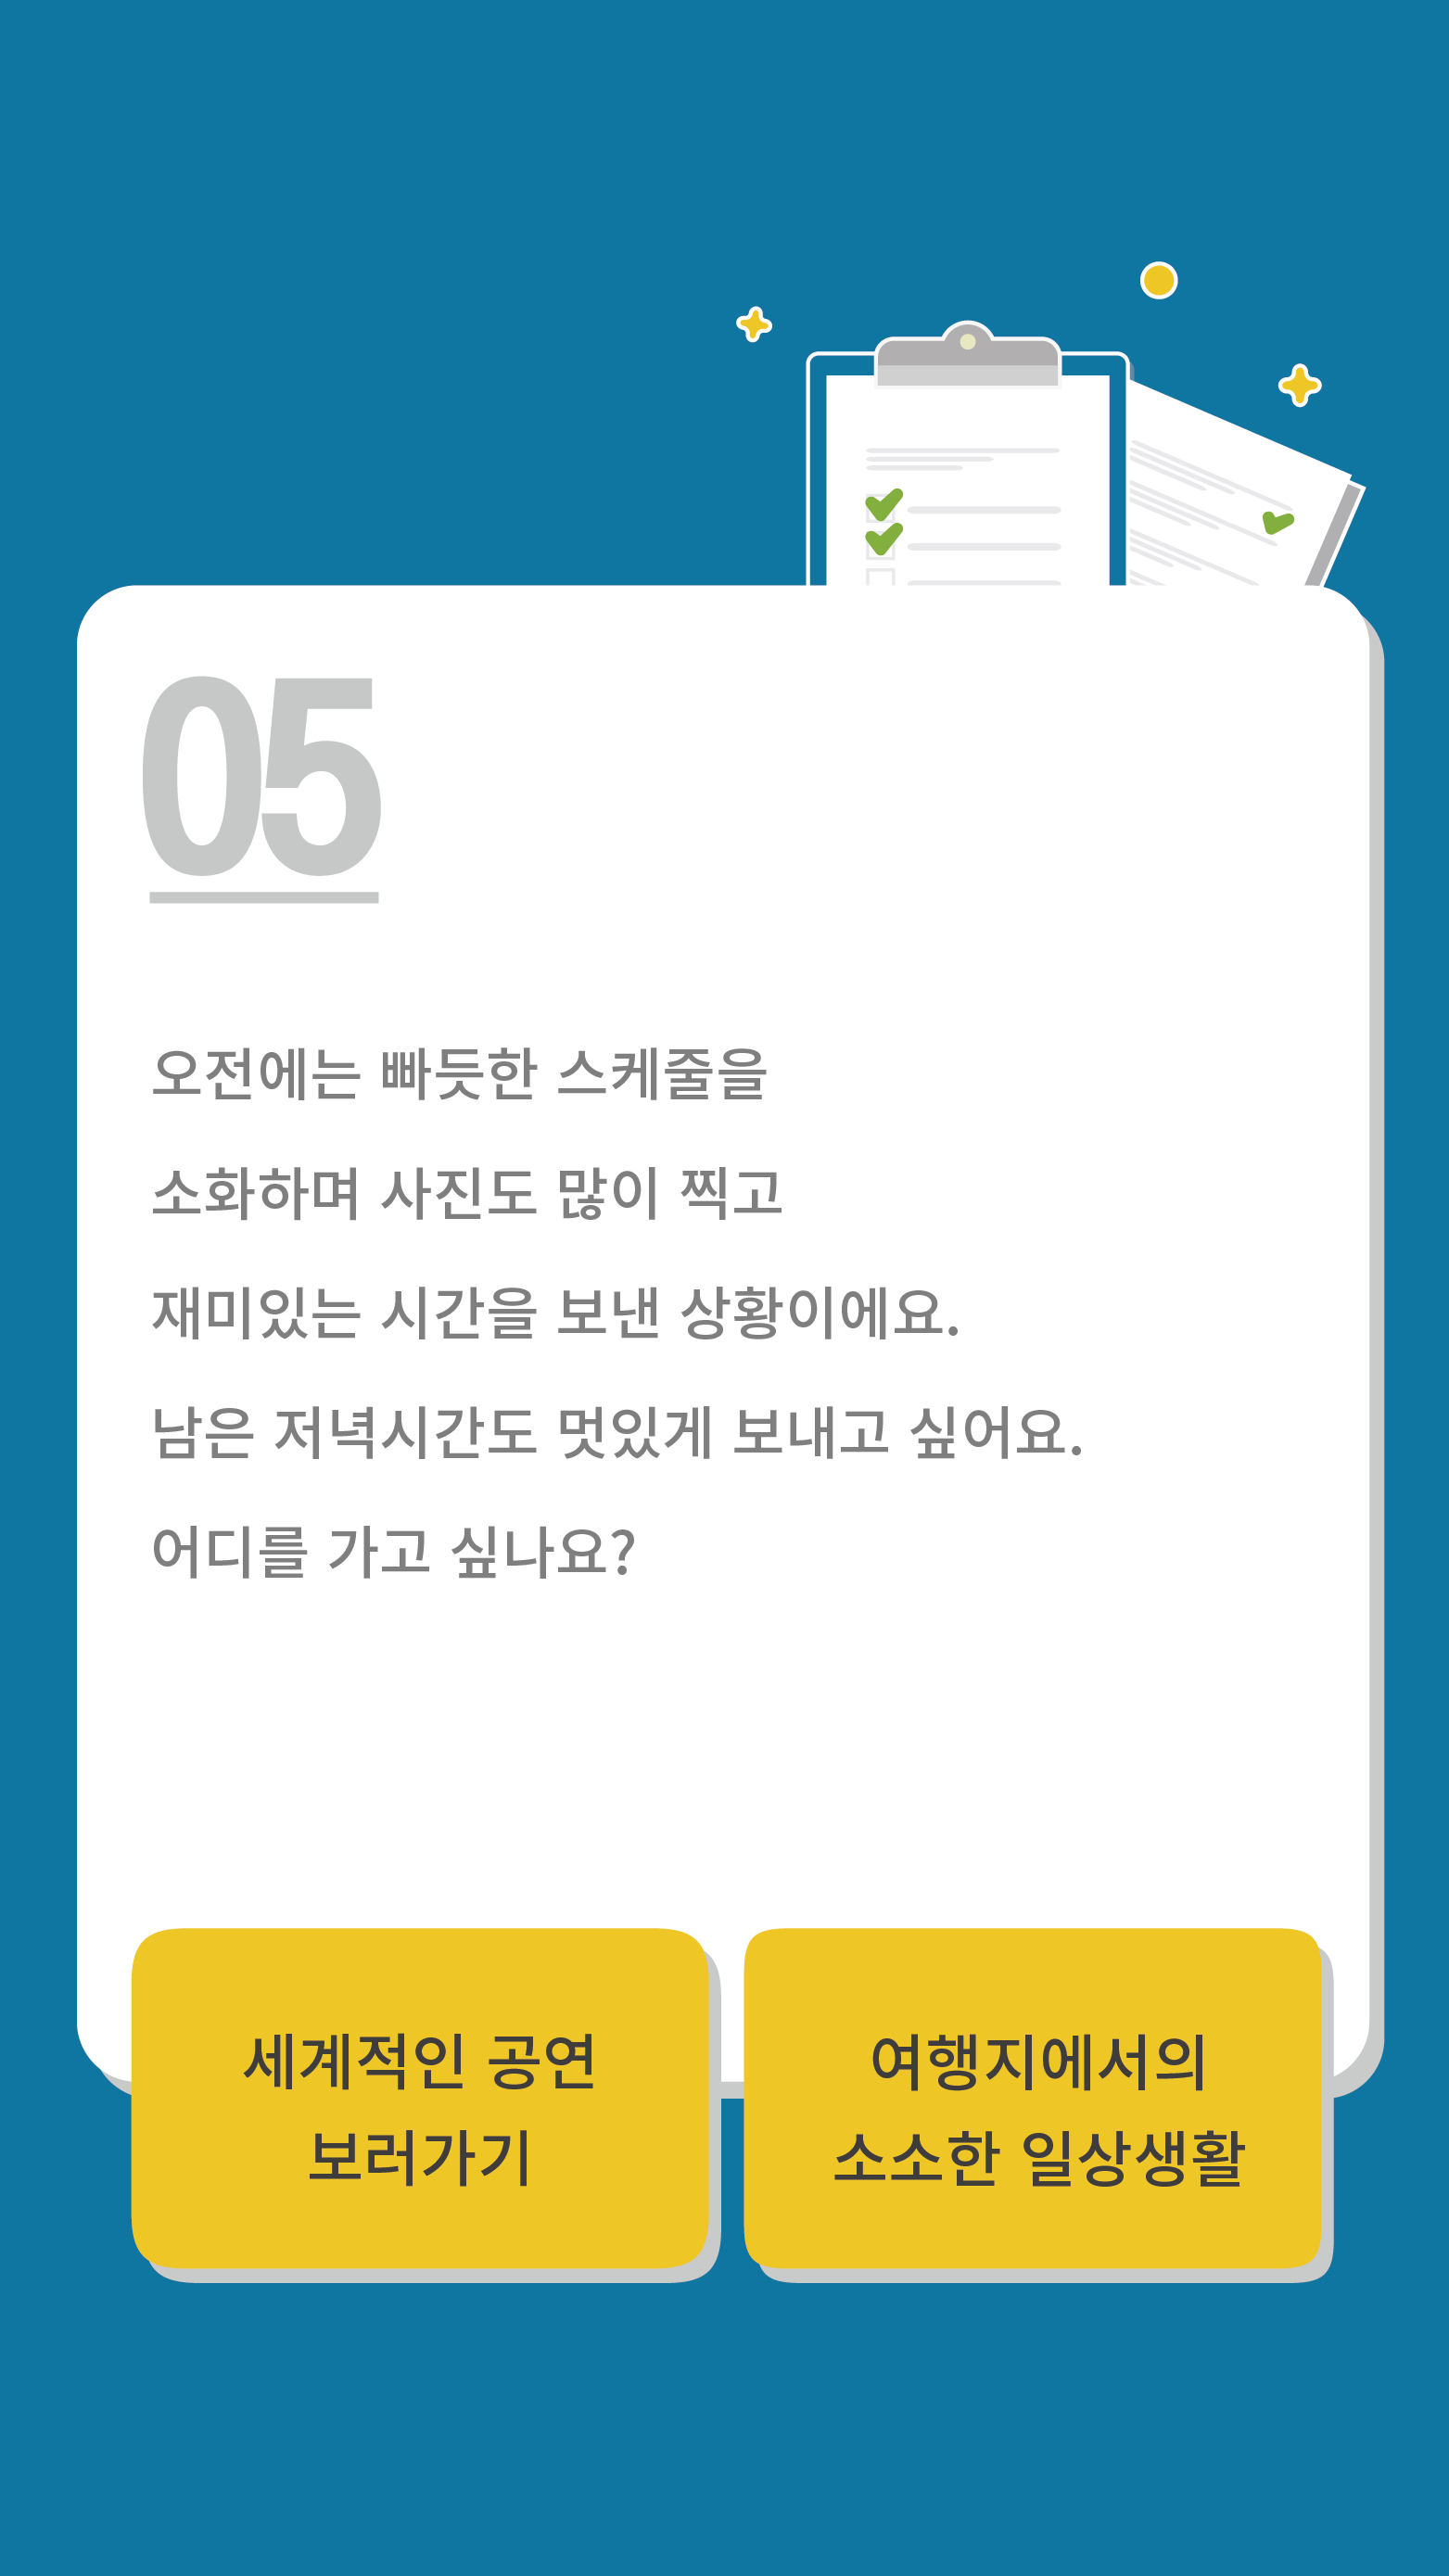 05
오전에는 빠듯한 스케줄을
소화하며 사진도 많이 찍고
재미있는 시간을 보낸 상황이에요.
남은 저녁시간도 멋있게 보내고 싶어요.
어디를 가고 싶나요?
세계적인 공연
보러가기
여행지에서의
소소한 일상생활